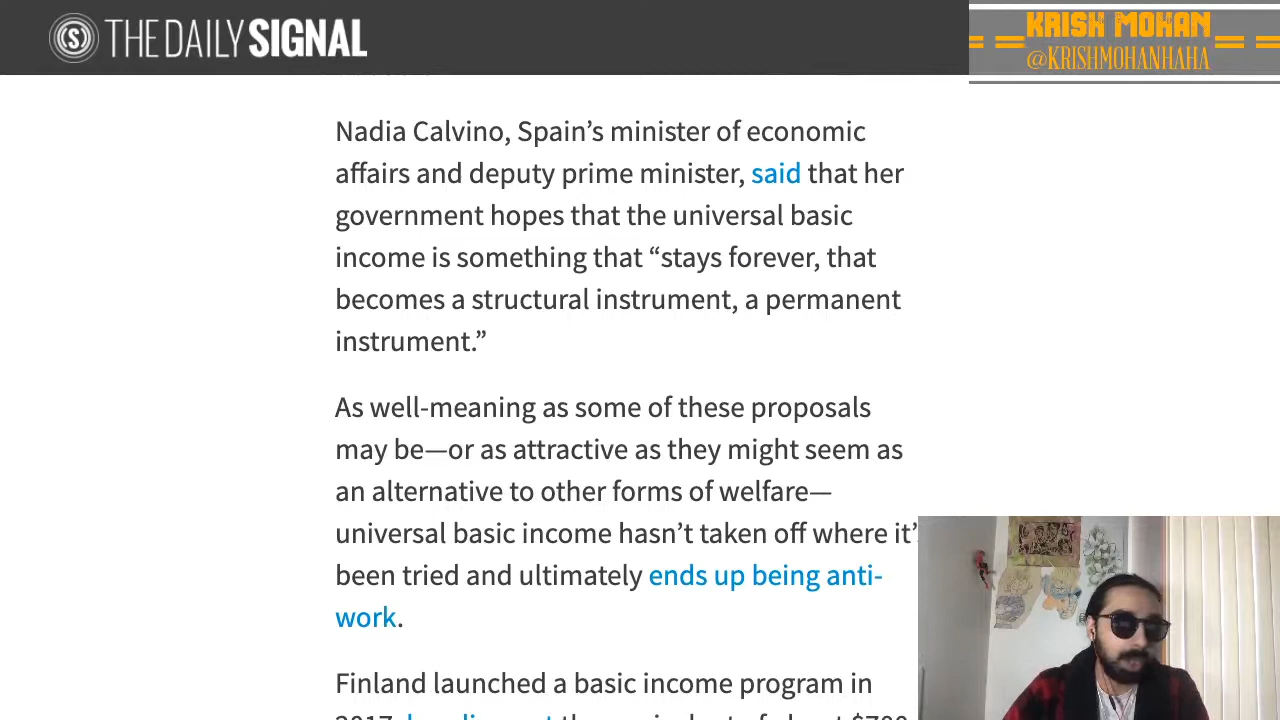 THE DAILY SIGNAL
KRISH MOHAN
@KRISHMOHANHAHA
Nadia Calvino, Spain’s minister of economic
affairs and deputy prime minister, said that her
government hopes that the universal basic
income is something that “stays forever, that
becomes a structural instrument, a permanent
instrument.”
As well-meaning as some of these proposals
may be—or as attractive as they might seem as
an alternative to other forms of welfare—
universal basic income hasn’t taken off where it’
been tried and ultimately ends up being anti-
work.
Finland launched a basic income program in
2017